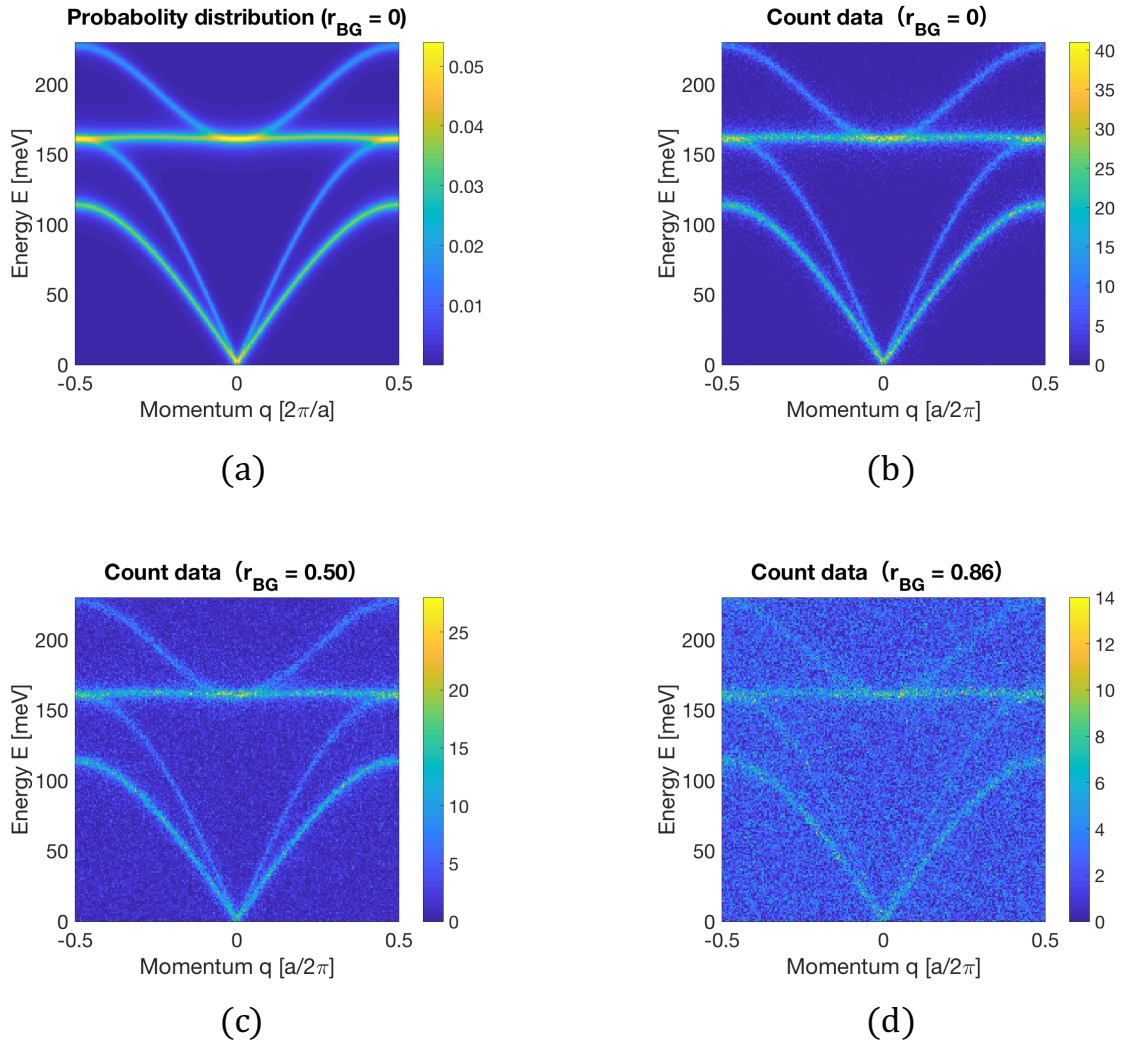 Probabolity distribution (r_BG = 0)
Energy E [meV]
200
150
100
50
0
-0.5 0 0.5
Momentum q [2π/a]
0.05
0.04
0.03
0.02
0.01
(a)
Count data (r_BG = 0)
Energy E [meV]
200
150
100
50
0
-0.5 0 0.5
Momentum q [a/2π]
40
35
30
25
20
15
10
5
0
(b)
Count data (r_BG = 0.50)
Energy E [meV]
200
150
100
50
0
-0.5 0 0.5
Momentum q [a/2π]
25
20
15
10
5
0
(c)
Count data (r_BG = 0.86)
Energy E [meV]
200
150
100
50
0
-0.5 0 0.5
Momentum q [a/2π]
14
12
10
8
6
4
2
0
(d)